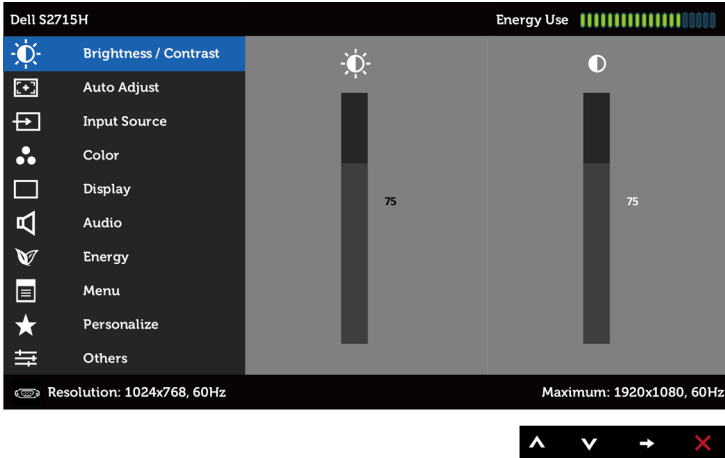 Dell S2715H Energy Use
Brightness / Contrast
Auto Adjust
Input Source
Color
Display
75 75
Audio
Energy
Menu
Personalize
Others
Resolution: 1024x768, 60Hz Maximum: 1920x1080, 60Hz